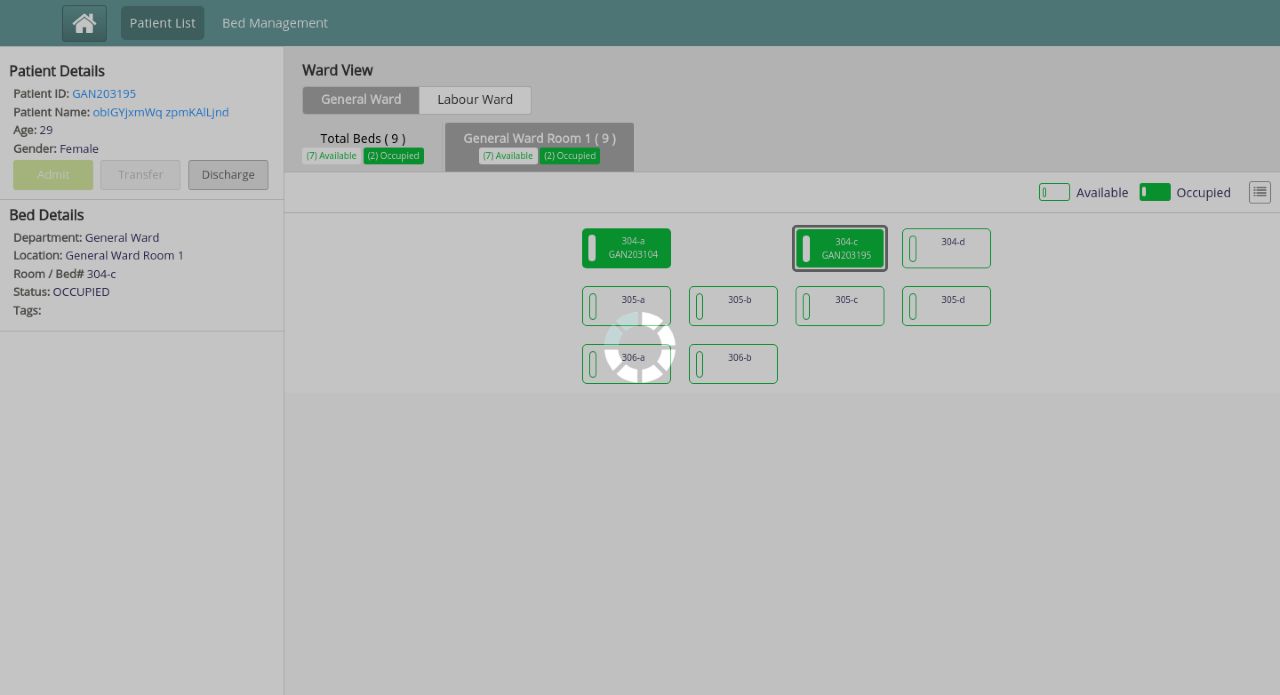 Patient List Bed Management
Patient Details
Patient ID: GAN203195
Patient Name: obIGYjxmWq zpmKAlLjnd
Age: 29
Gender: Female
Admit Transfer Discharge
Bed Details
Department: General Ward
Location: General Ward Room 1
Room / Bed# 304-c
Status: OCCUPIED
Tags:
Ward View
General Ward Labour Ward
Total Beds ( 9 )
(7) Available (2) Occupied
General Ward Room 1 ( 9 )
(7) Available (2) Occupied
Available Occupied
304-a
GAN203104
304-c
GAN203195
304-d
305-a
305-b
305-c
305-d
306-a
306-b